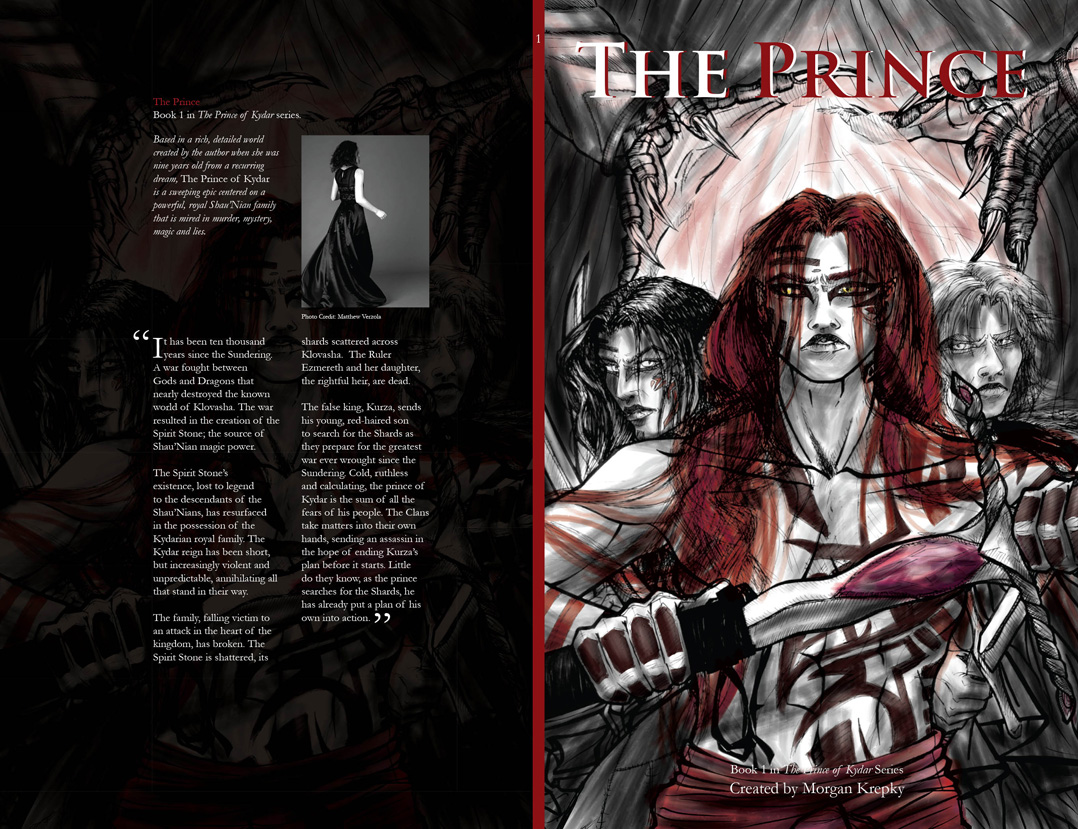 The Prince
Book 1 in The Prince of Kydar series.
Based in a rich, detailed world
created by the author when she was
nine years old from a recurring
dream, The Prince of Kydar
is a sweeping epic centered on a
powerful, royal Shau'Nian family
that is mired in murder, mystery,
magic and lies.
Photo Credit: Matthew Verzola
“It has been ten thousand
years since the Sundering.
A war fought between
Gods and Dragons that
nearly destroyed the known
world of Klovasha. The war
resulted in the creation of the
Spirit Stone; the source of
Shau'Nian magic power.
The Spirit Stone's
existence, lost to legend
to the descendants of the
Shau'Nians, has resurfaced
in the possession of the
Kydarian royal family. The
Kydar reign has been short,
but increasingly violent and
unpredictable, annihilating all
that stand in their way.
The family, falling victim to
an attack in the heart of the
kingdom, has broken. The
Spirit Stone is shattered, its
shards scattered across
Klovasha. The Ruler
Ezmereth and her daughter,
the rightful heir, are dead.
The false king, Kurza, sends
his young, red-haired son
to search for the Shards as
they prepare for the greatest
war ever wrought since the
Sundering. Cold, ruthless
and calculating, the prince of
Kydar is the sum of all the
fears of his people. The Clans
take matters into their own
hands, sending an assassin in
the hope of ending Kurza's
plan before it starts. Little
do they know, as the prince
searches for the Shards, he
has already put a plan of his
own into action.”
1
The Prince
Book 1 in The Prince of Kydar Series
Created by Morgan Krepky